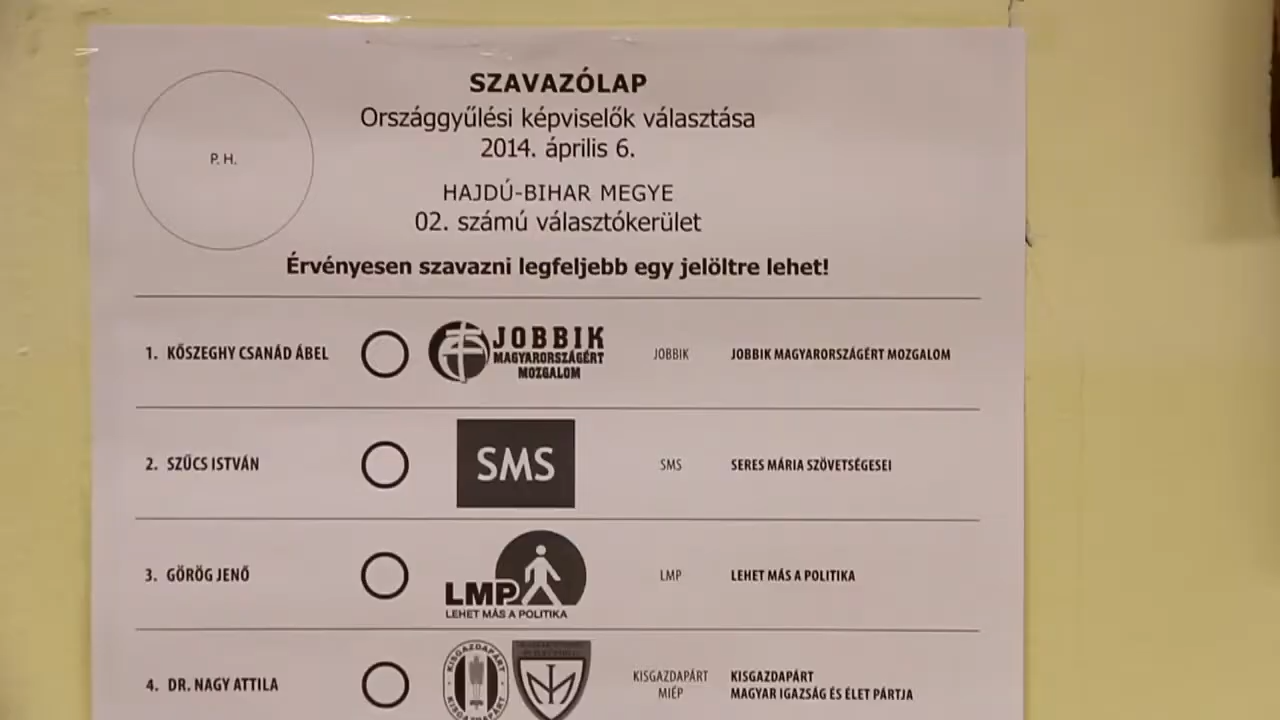 SZAVAZÓLAP
Országgyűlési képviselők választása
2014. április 6.
P. H.
HAJDÚ-BIHAR MEGYE
02. számú választókerület
Érvényesen szavazni legfeljebb egy jelöltre lehet!
1. KŐSZEGHY CSANÁD ÁBEL JOBBIK MAGYARORSZÁGÉRT MOZGALOM JOBBIK JOBBIK MAGYARORSZÁGÉRT MOZGALOM
2. SZŰCS ISTVÁN SMS SMS SERES MÁRIA SZÖVETSÉGESEI
3. GÖRÖG JENŐ LMP LEHET MÁS A POLITIKA LMP LEHET MÁS A POLITIKA
4. DR. NAGY ATTILA KISGAZDAPÁRT KISGAZDAPÁRT KISGAZDAPÁRT MIÉP KISGAZDAPÁRT MAGYAR IGAZSÁG ÉS ÉLET PÁRTJA